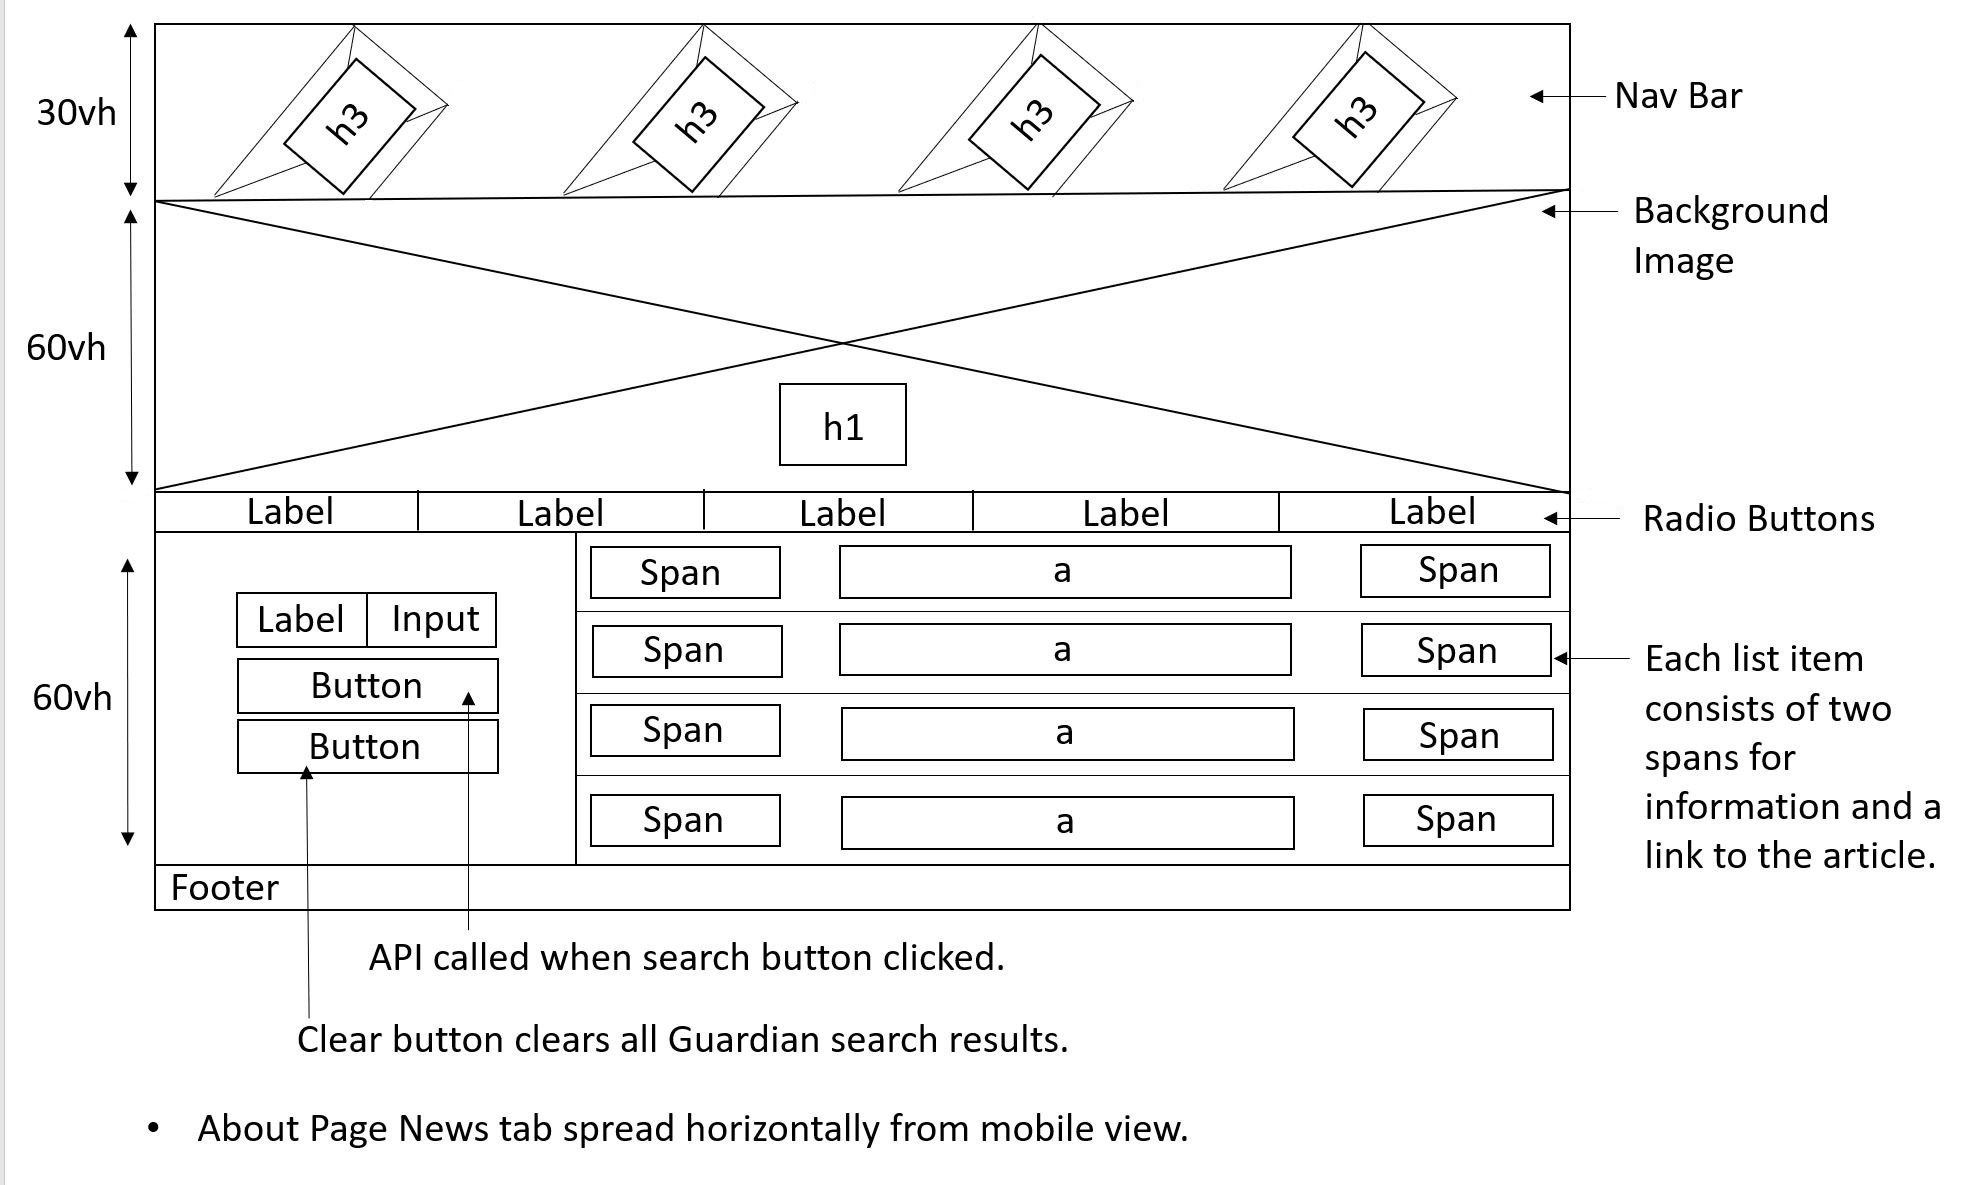 30vh
h3
h3
h3
h3
Nav Bar
Background
Image
60vh
h1
Label
Label
Label
Label
Label
Radio Buttons
60vh
Label
Input
Button
Button
Span
a
Span
Span
a
Span
Span
a
Span
Span
a
Span
Each list item
consists of two
spans for
information and a
link to the article.
Footer
API called when search button clicked.
Clear button clears all Guardian search results.
• About Page News tab spread horizontally from mobile view.